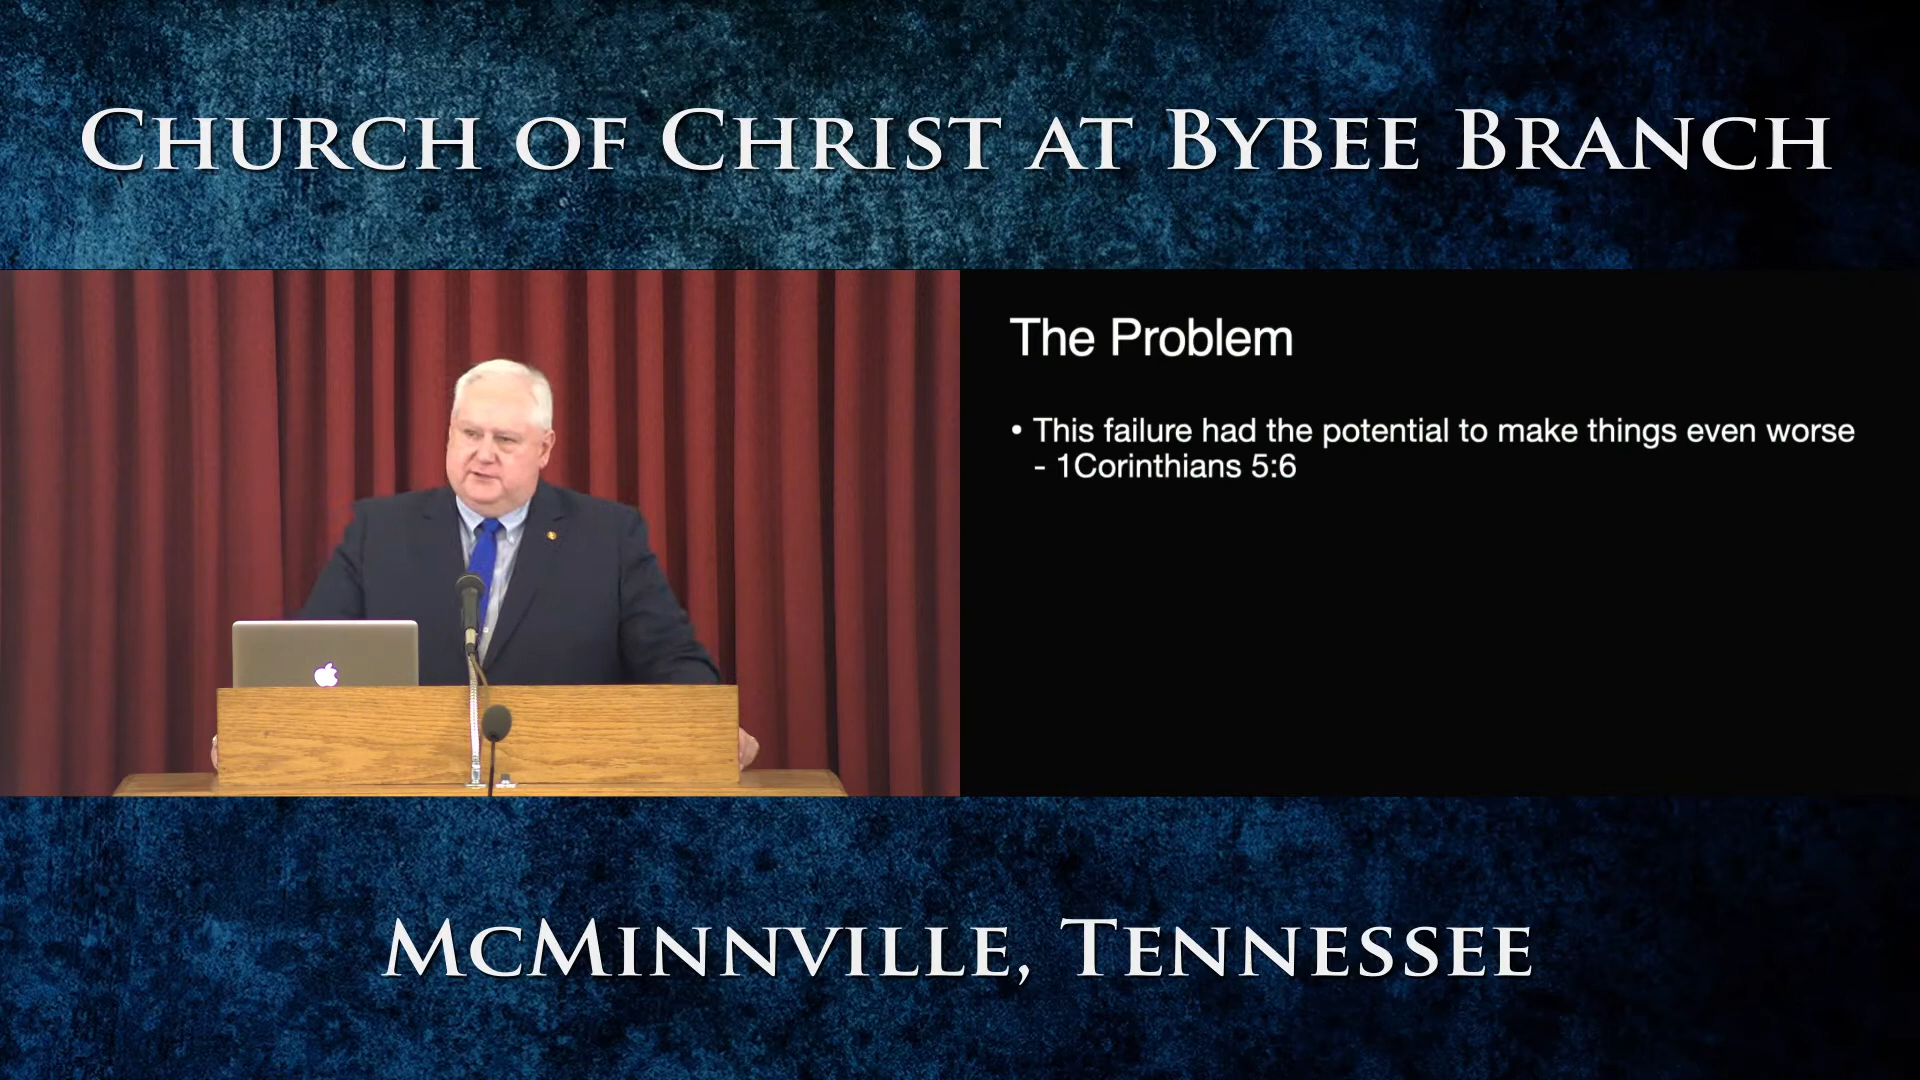 Church of Christ at Bybee Branch
The Problem
• This failure had the potential to make things even worse
- 1Corinthians 5:6
McMinnville, Tennessee